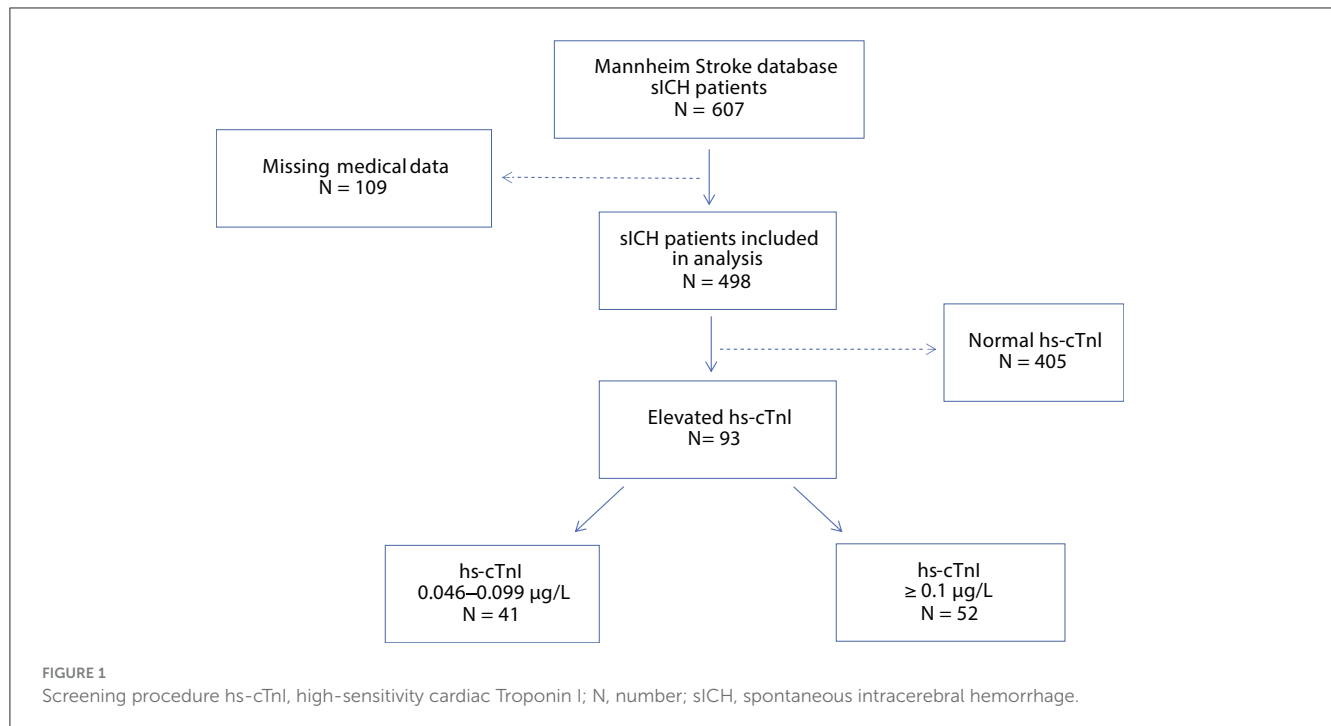 Mannheim Stroke database
sICH patients
N = 607
Missing medical data
N = 109
sICH patients included
in analysis
N = 498
Normal hs-cTnI
N = 405
Elevated hs-cTnI
N= 93
hs-cTnI
0.046–0.099 µg/L
N = 41
hs-cTnI
≥ 0.1 µg/L
N = 52
FIGURE 1
Screening procedure hs-cTnI, high-sensitivity cardiac Troponin I; N, number; sICH, spontaneous intracerebral hemorrhage.